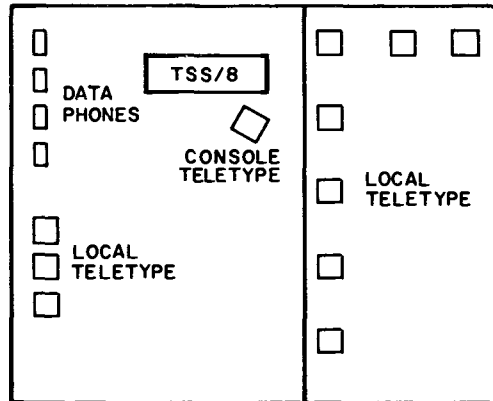 TSS/8
DATA
PHONES
CONSOLE
TELETYPE
LOCAL
TELETYPE
LOCAL
TELETYPE